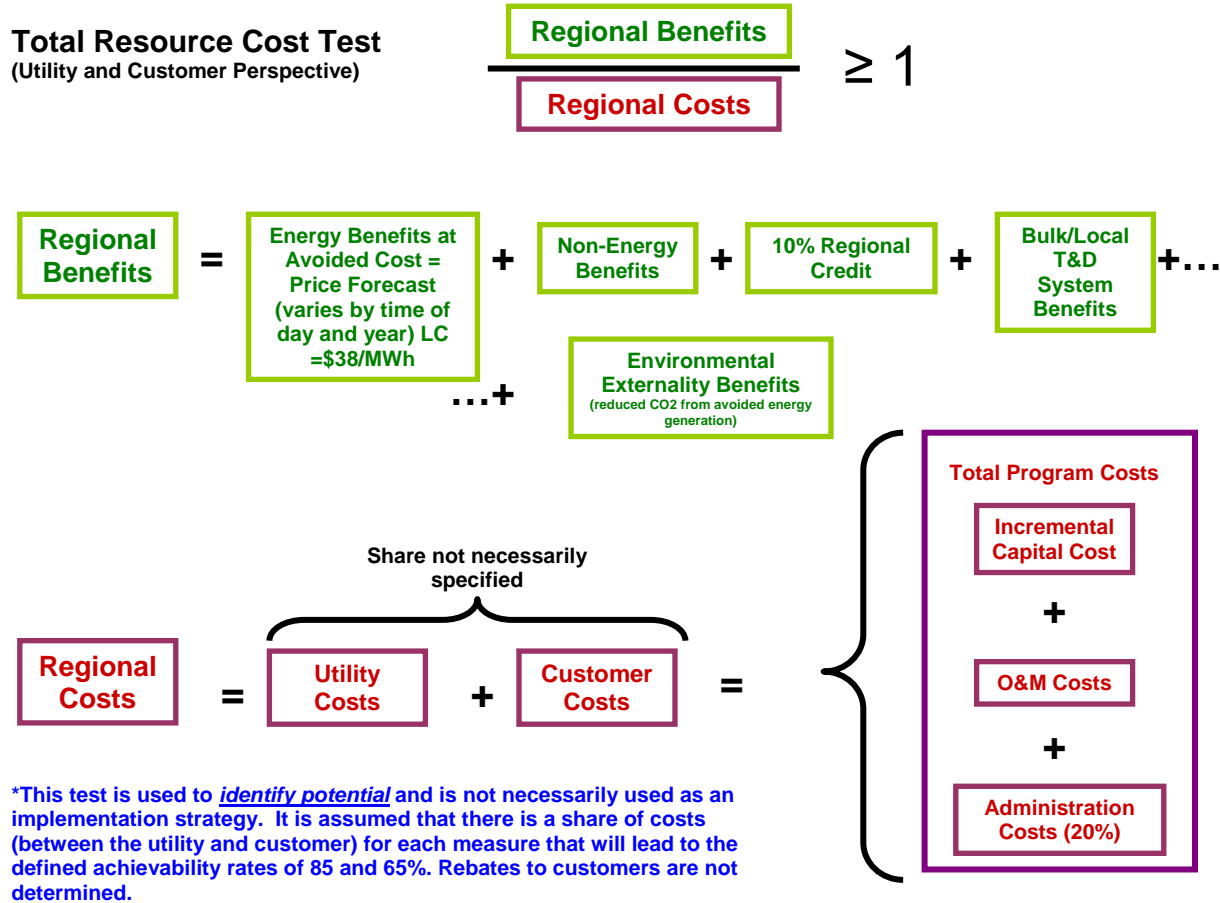 Total Resource Cost Test
(Utility and Customer Perspective)
Regional Benefits
Regional Costs
≥ 1
Regional
Benefits
=
Energy Benefits at
Avoided Cost =
Price Forecast
(varies by time of
day and year) LC
=$38/MWh
+
Non-Energy
Benefits
+
10% Regional
Credit
+
Bulk/Local
T&D
System
Benefits
+...
...+
Environmental
Externality Benefits
(reduced CO2 from avoided energy
generation)
Share not necessarily
specified
Regional
Costs
=
Utility
Costs
+
Customer
Costs
=
Total Program Costs
Incremental
Capital Cost
+
O&M Costs
+
Administration
Costs (20%)
*This test is used to identify potential and is not necessarily used as an
implementation strategy.  It is assumed that there is a share of costs
(between the utility and customer) for each measure that will lead to the
defined achievability rates of 85 and 65%. Rebates to customers are not
determined.